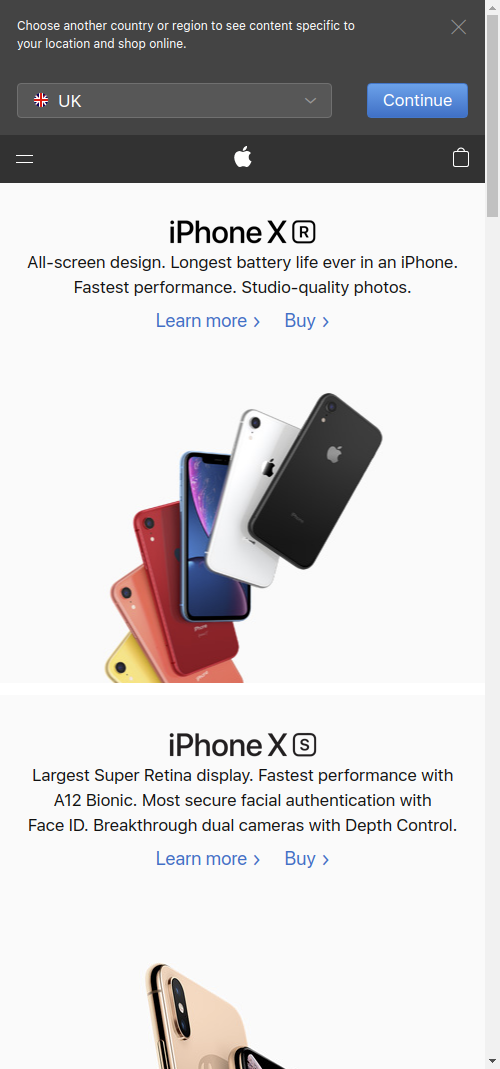 Choose another country or region to see content specific to
your location and shop online.
UK
Continue
iPhone XR
All-screen design. Longest battery life ever in an iPhone.
Fastest performance. Studio-quality photos.
Learn more > Buy >
iPhone
iPhone
iPhone
iPhone XS
Largest Super Retina display. Fastest performance with
A12 Bionic. Most secure facial authentication with
Face ID. Breakthrough dual cameras with Depth Control.
Learn more > Buy >